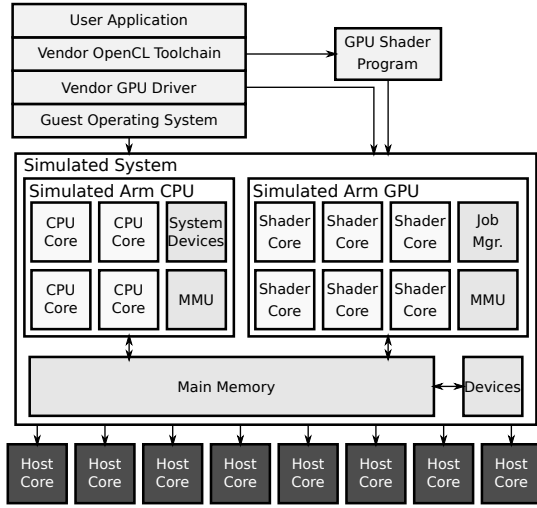 User Application
Vendor OpenCL Toolchain
Vendor GPU Driver
Guest Operating System
GPU Shader
Program
Simulated System
Simulated Arm CPU
CPU
Core
CPU
Core
System
Devices
CPU
Core
CPU
Core
MMU
Simulated Arm GPU
Shader
Core
Shader
Core
Shader
Core
Job
Mgr.
Shader
Core
Shader
Core
Shader
Core
MMU
Main Memory
Devices
Host
Core
Host
Core
Host
Core
Host
Core
Host
Core
Host
Core
Host
Core
Host
Core